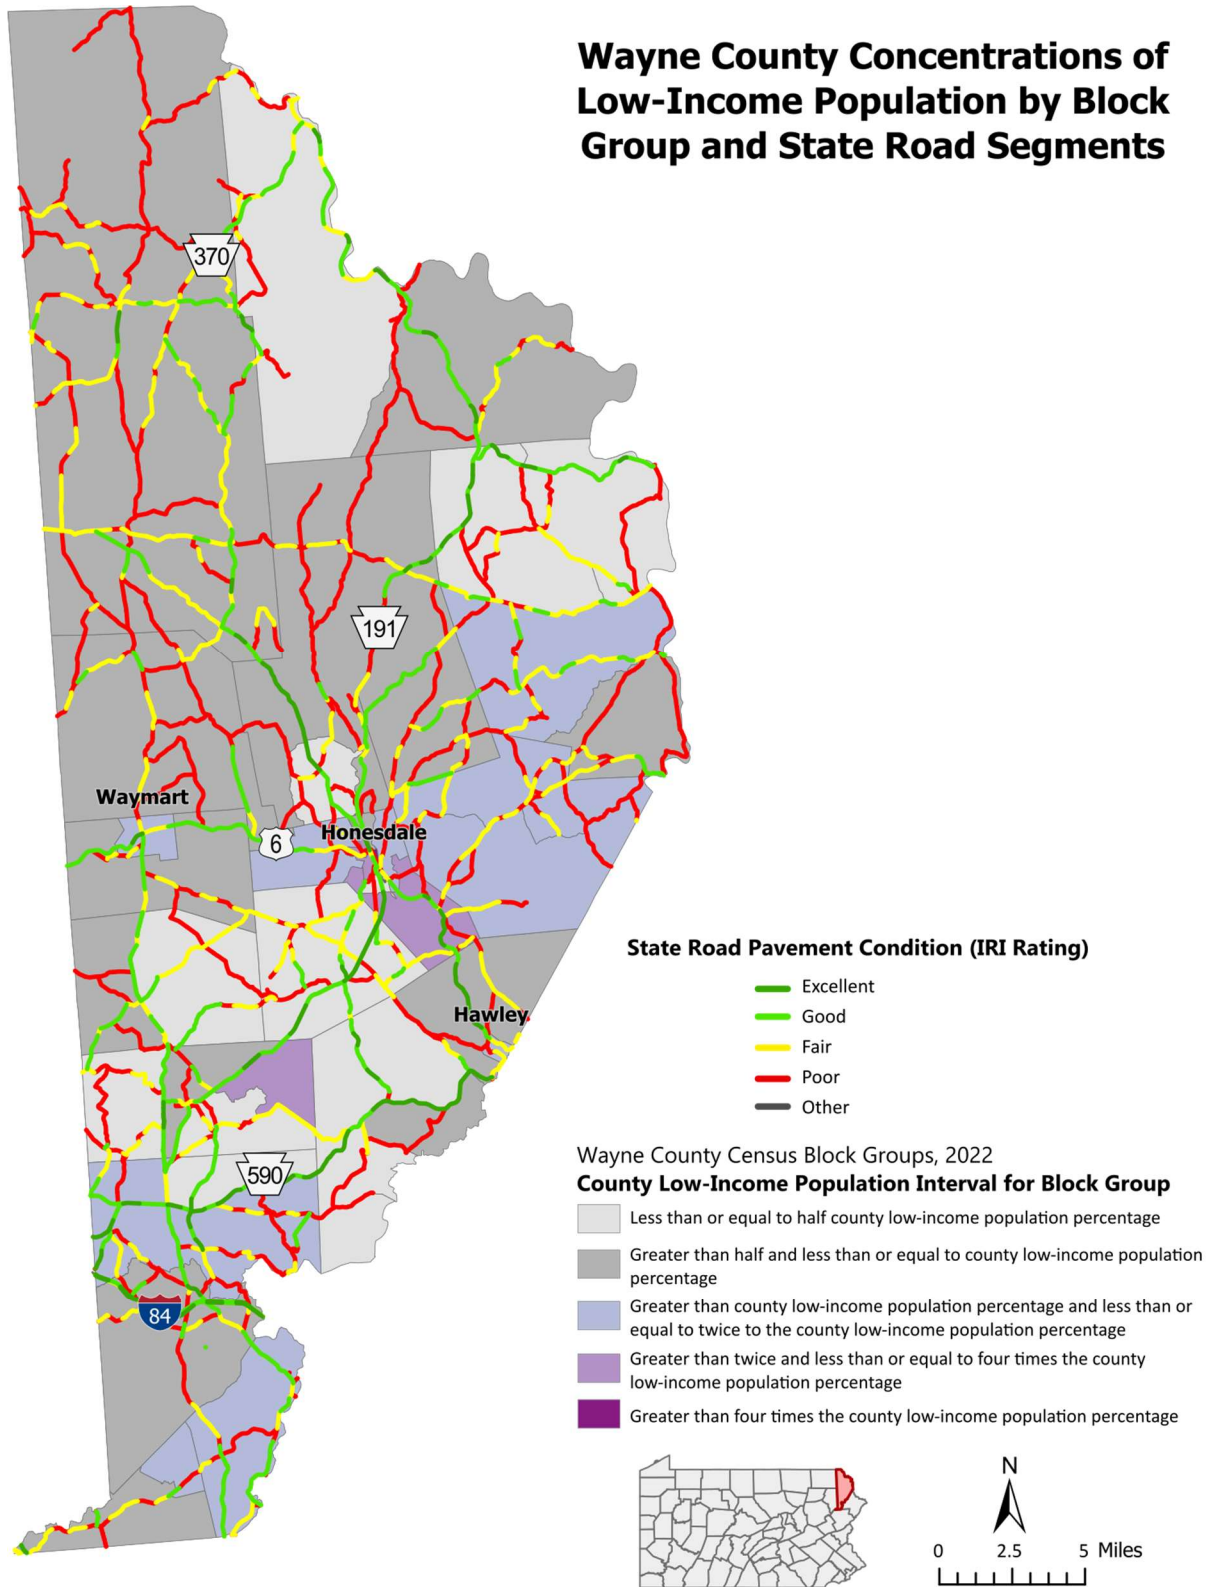 Wayne County Concentrations of
Low-Income Population by Block
Group and State Road Segments
370
191
Waymart
6
Honesdale
Hawley
590
84
State Road Pavement Condition (IRI Rating)
Excellent
Good
Fair
Poor
Other
Wayne County Census Block Groups, 2022
County Low-Income Population Interval for Block Group
Less than or equal to half county low-income population percentage
Greater than half and less than or equal to county low-income population
percentage
Greater than county low-income population percentage and less than or
equal to twice to the county low-income population percentage
Greater than twice and less than or equal to four times the county
low-income population percentage
Greater than four times the county low-income population percentage
N
0 2.5 5 Miles